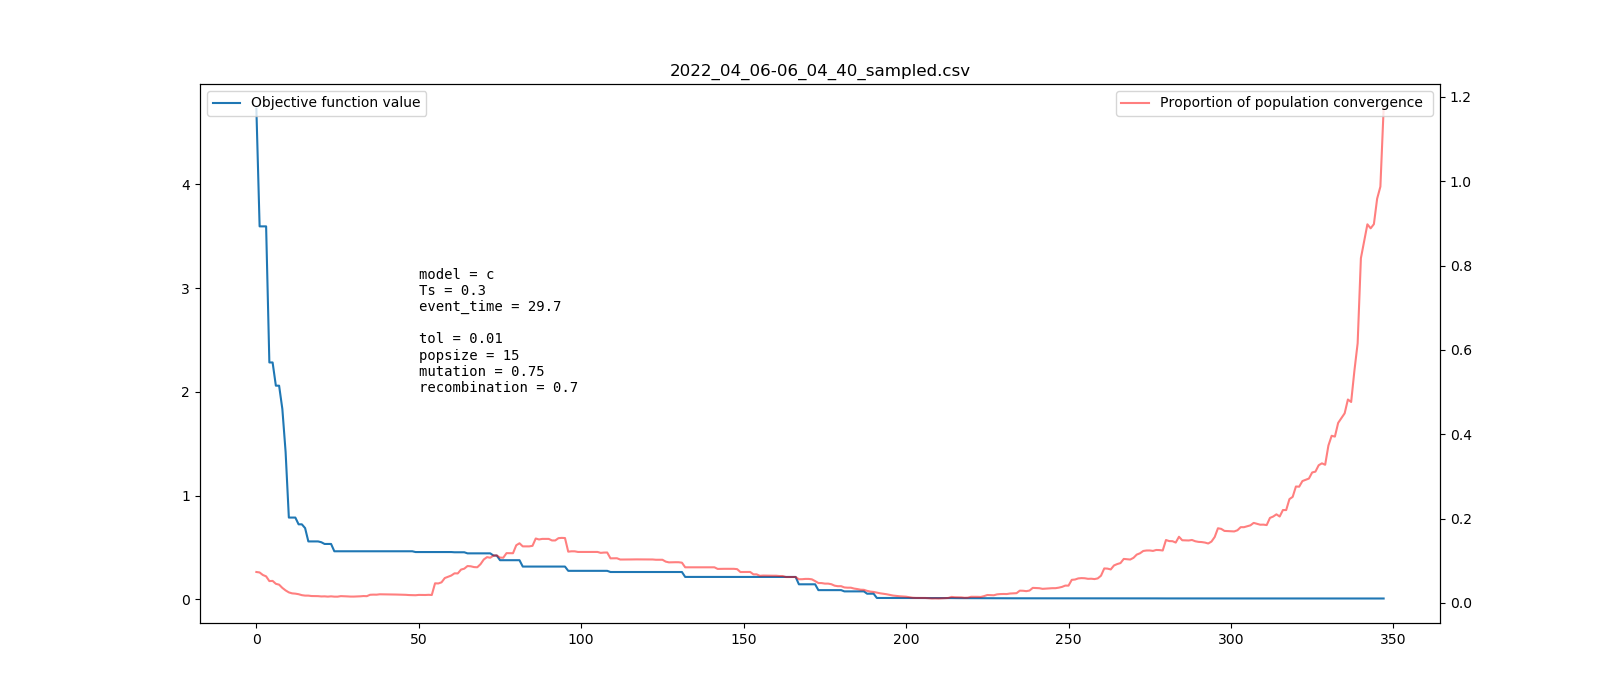 2022_04_06-06_04_40_sampled.csv
Objective function value
Proportion of population convergence
model = c
Ts = 0.3
event_time = 29.7
tol = 0.01
popsize = 15
mutation = 0.75
recombination = 0.7
4
3
2
1
0
1.2
1.0
0.8
0.6
0.4
0.2
0.0
0 50 100 150 200 250 300 350